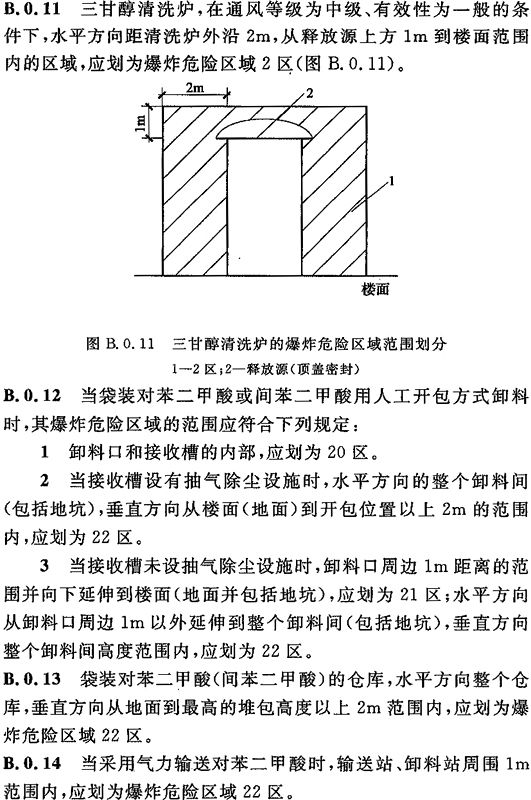 B.0.11 三甘醇清洗炉，在通风等级为中级、有效性为一般的条
件下，水平方向距清洗炉外沿 2m，从释放源上方 1m 到楼面范围
内的区域，应划为爆炸危险区域 2 区(图 B.0.11)。
2m
2
1m
1
楼面
图 B.0.11 三甘醇清洗炉的爆炸危险区域范围划分
1—2 区；2—释放源(顶盖密封)
B.0.12 当袋装对苯二甲酸或间苯二甲酸用人工开包方式卸料
时，其爆炸危险区域的范围应符合下列规定：
1 卸料口和接收槽的内部，应划为 20 区。
2 当接收槽设有抽气除尘设施时，水平方向的整个卸料间
(包括地坑)，垂直方向从楼面(地面)到开包位置以上 2m 的范围
内，应划为 22 区。
3 当接收槽未设抽气除尘设施时，卸料口周边 1m 距离的范
围并向下延伸到楼面(地面并包括地坑)，应划为 21 区；水平方向
从卸料口周边 1m 以外延伸到整个卸料间(包括地坑)，垂直方向
整个卸料间高度范围内，应划为 22 区。
B.0.13 袋装对苯二甲酸(间苯二甲酸)的仓库，水平方向整个仓
库，垂直方向从地面到最高的堆包高度以上 2m 范围内，应划为爆
炸危险区域 22 区。
B.0.14 当采用气力输送对苯二甲酸时，输送站、卸料站周围 1m
范围内，应划为爆炸危险区域 22 区。